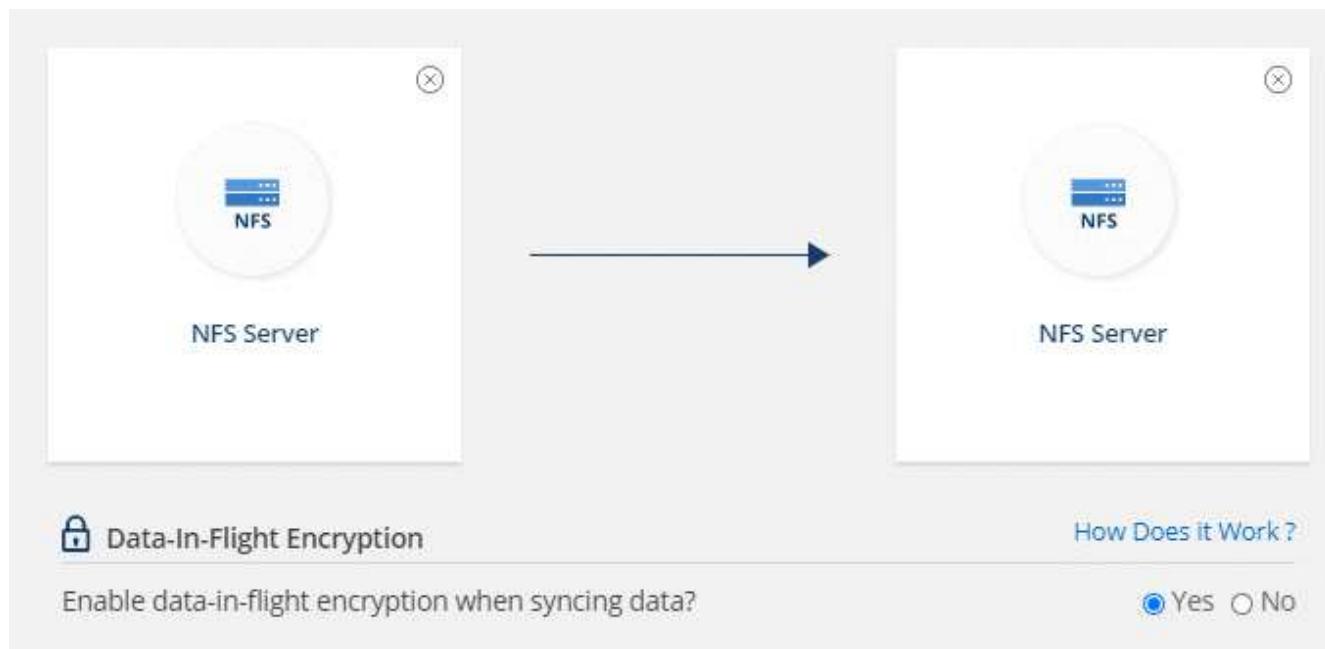 NFS
NFS
NFS Server
NFS Server
Data-In-Flight Encryption
How Does it Work ?
Enable data-in-flight encryption when syncing data?
Yes
No